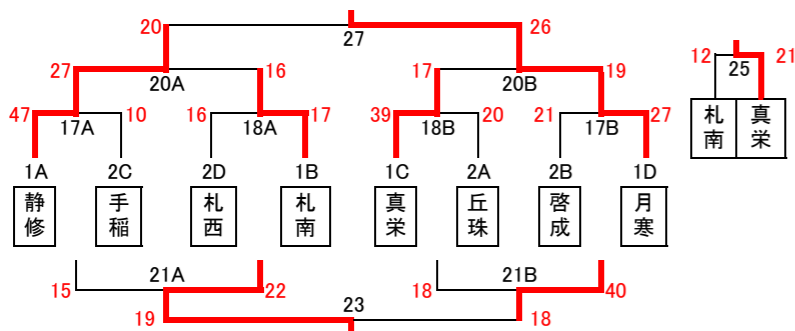 20 27 26
27 20A 16 17 20B 19 12 25 21
47 17A 10 16 18A 17 39 18B 20 21 17B 27
札南 真栄
1A 2C 2D 1B 1C 2A 2B 1D
静修 手稲 札西 札南 真栄 丘珠 啓成 月寒
15 21A 22 18 21B 40
19 23 18